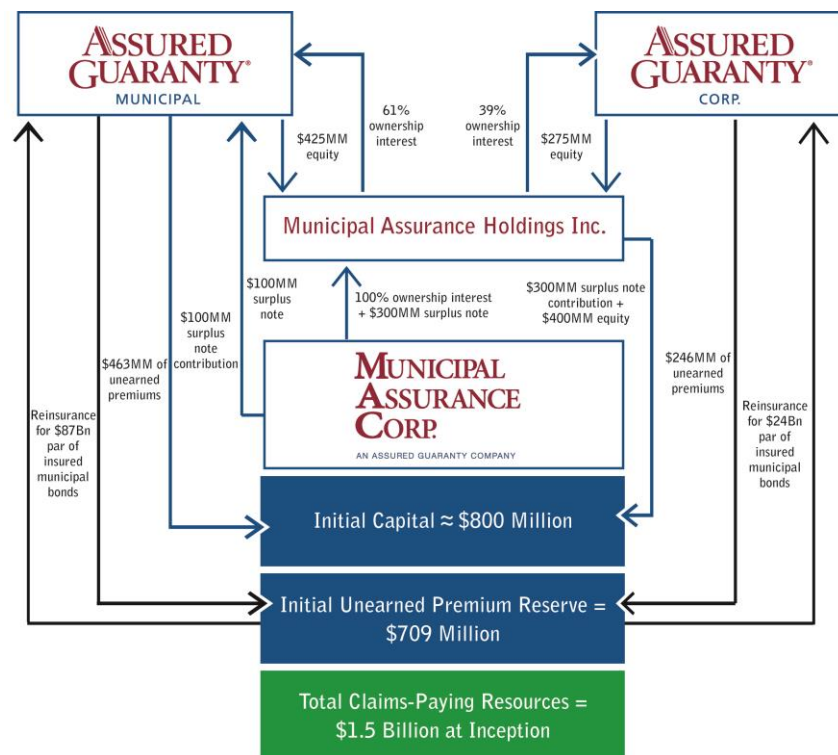 ASSURED
GUARANTY®
MUNICIPAL
ASSURED
GUARANTY®
CORP.
61%
ownership
interest
39%
ownership
interest
$425MM
equity
$275MM
equity
Municipal Assurance Holdings Inc.
$100MM
surplus
note
100% ownership interest
+ $300MM surplus note
$300MM surplus note
contribution +
$400MM equity
$100MM
surplus
note
contribution
$463MM of
unearned
premiums
$246MM of
unearned
premiums
MUNICIPAL
ASSURANCE
CORP.
AN ASSURED GUARANTY COMPANY
Reinsurance
for $87Bn
par of
insured
municipal
bonds
Reinsurance
for $24Bn
par of
insured
municipal
bonds
Initial Capital ≈ $800 Million
Initial Unearned Premium Reserve =
$709 Million
Total Claims-Paying Resources =
$1.5 Billion at Inception